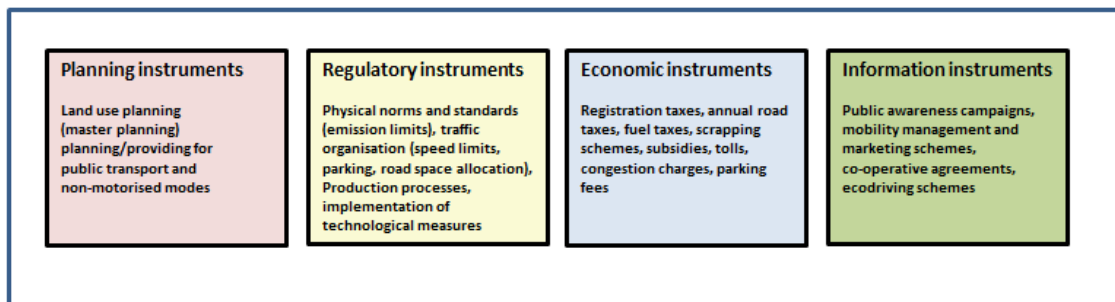 Planning instruments
Land use planning
(master planning)
planning/providing for
public transport and
non-motorised modes
Regulatory instruments
Physical norms and standards
(emission limits), traffic
organisation (speed limits,
parking, road space allocation),
Production processes,
implementation of
technological measures
Economic instruments
Registration taxes, annual road
taxes, fuel taxes, scrapping
schemes, subsidies, tolls,
congestion charges, parking
fees
Information instruments
Public awareness campaigns,
mobility management and
marketing schemes,
co-operative agreements,
ecodriving schemes